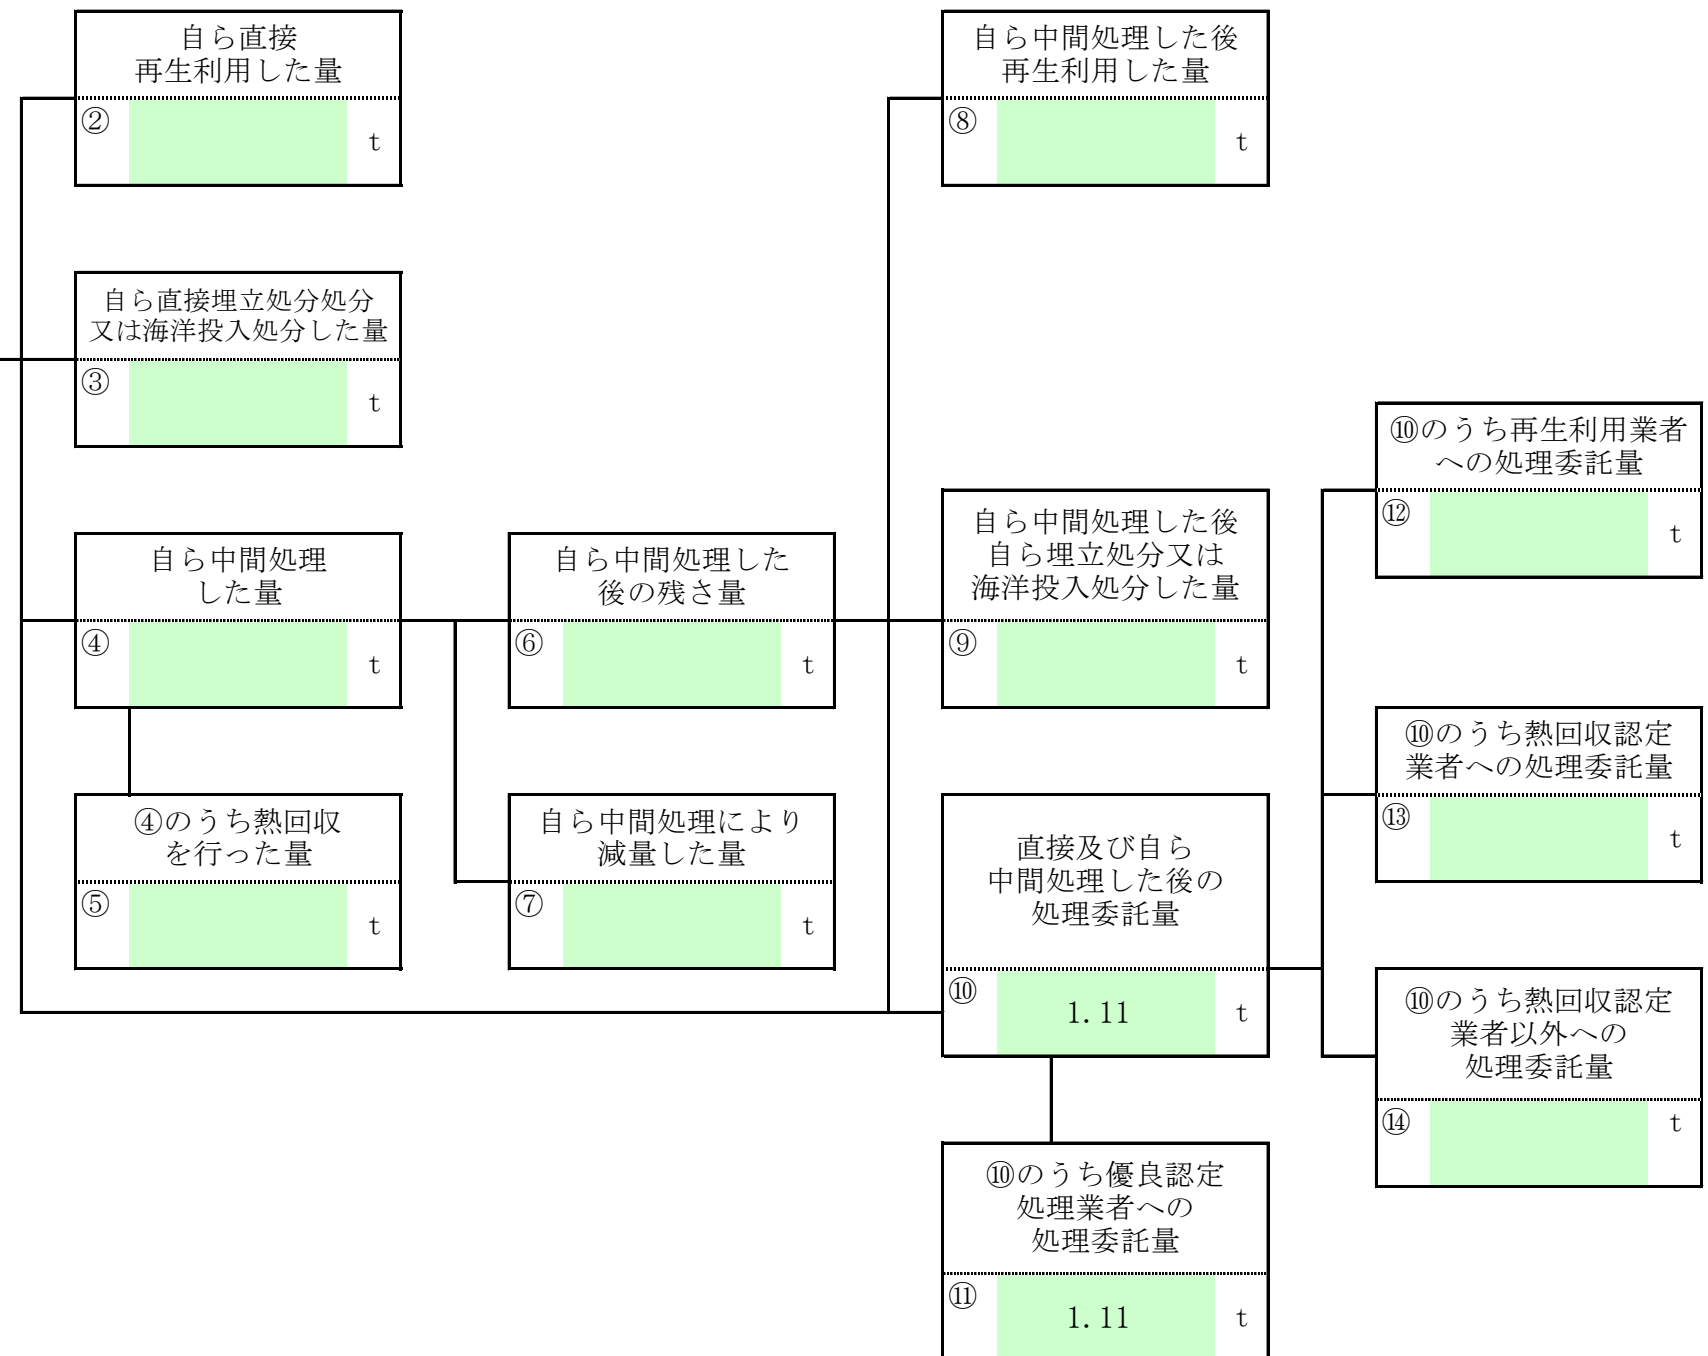 自ら直接
再生利用した量
②
t
自ら中間処理した後
再生利用した量
⑧
t
自ら直接埋立処分処分
又は海洋投入処分した量
③
t
⑩のうち再生利用業者
への処理委託量
⑫
t
自ら中間処理
した量
④
t
自ら中間処理した
後の残さ量
⑥
t
自ら中間処理した後
自ら埋立処分又は
海洋投入処分した量
⑨
t
⑩のうち熱回収認定
業者への処理委託量
⑬
t
④のうち熱回収
を行った量
⑤
t
自ら中間処理により
減量した量
⑦
t
直接及び自ら
中間処理した後の
処理委託量
⑩
1.11 t
⑩のうち熱回収認定
業者以外への
処理委託量
⑭
t
⑩のうち優良認定
処理業者への
処理委託量
⑪
1.11 t